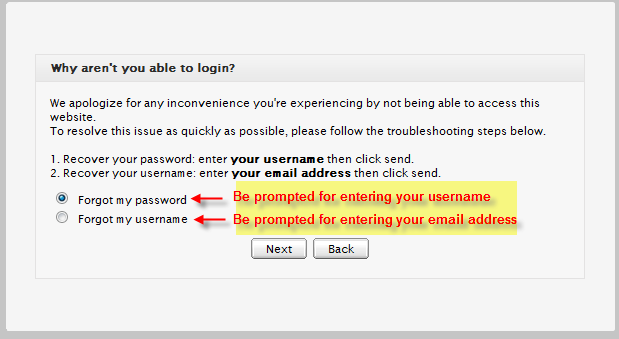 Why aren't you able to login?
We apologize for any inconvenience you're experiencing by not being able to access this
website.
To resolve this issue as quickly as possible, please follow the troubleshooting steps below.
1. Recover your password: enter your username then click send.
2. Recover your username: enter your email address then click send.
Forgot my password Be prompted for entering your username
Forgot my username Be prompted for entering your email address
Next Back